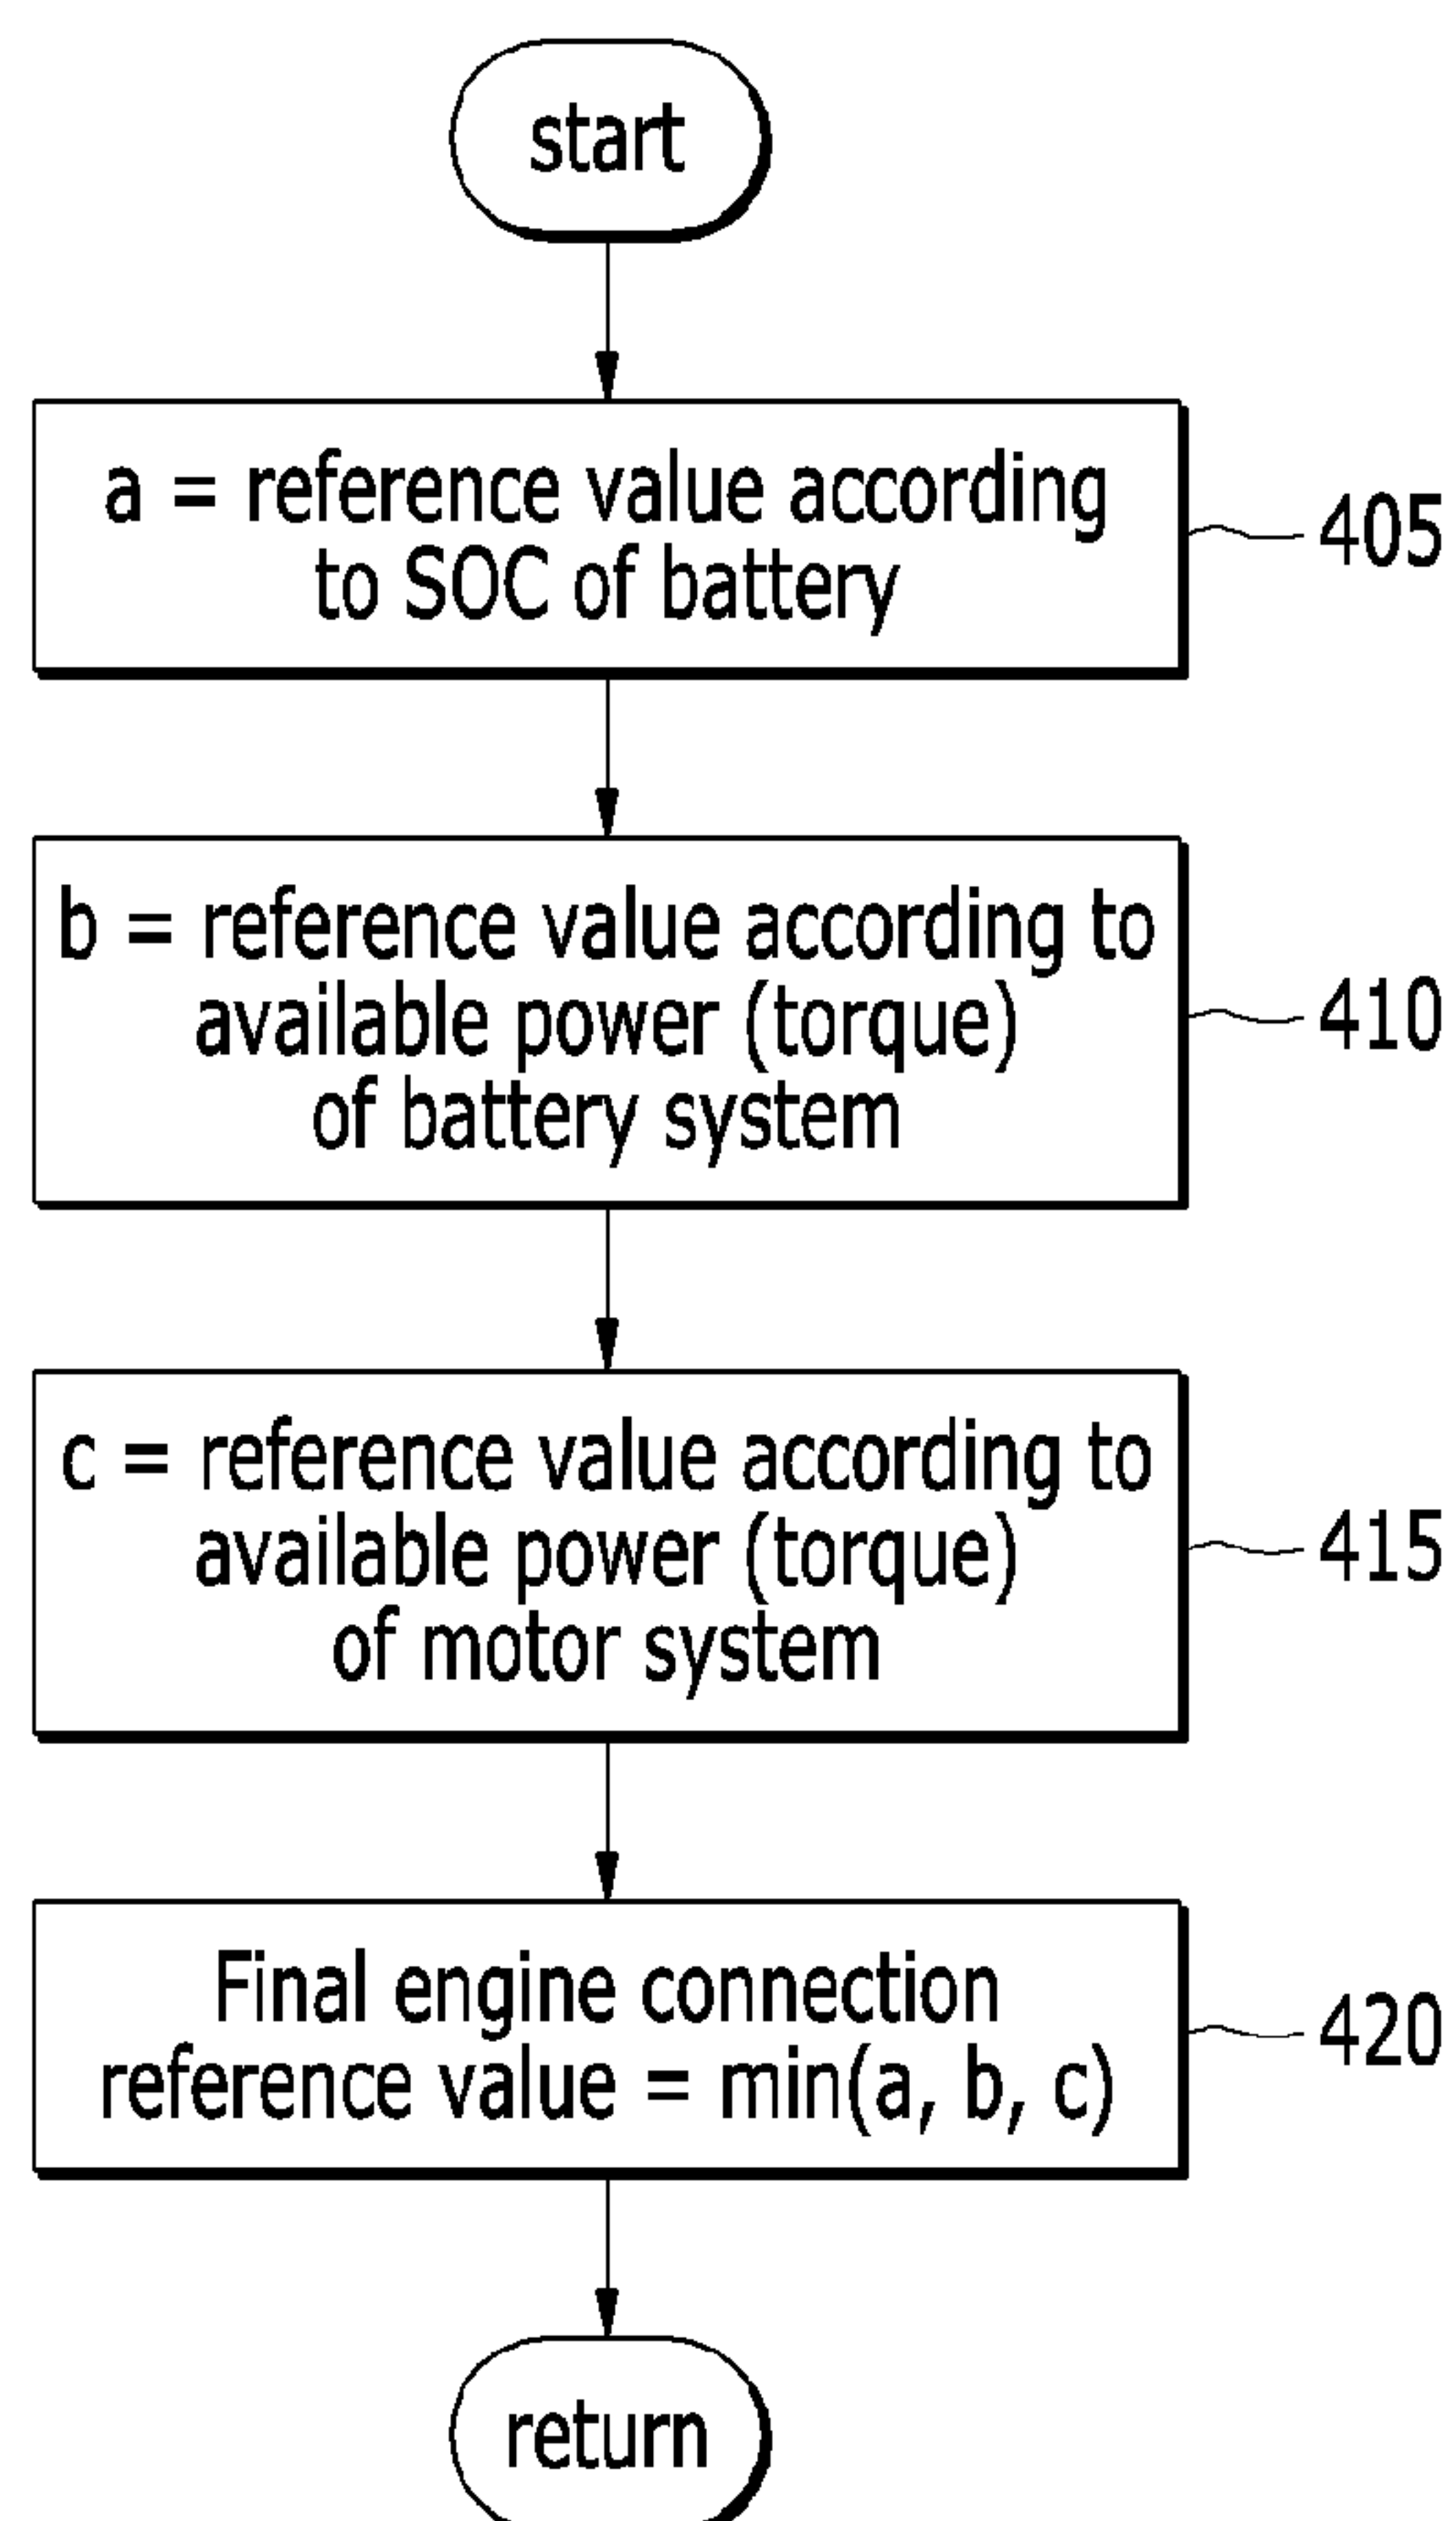 start
a = reference value according
to SOC of battery
405
b = reference value according to
available power (torque)
of battery system
410
c = reference value according to
available power (torque)
of motor system
415
Final engine connection
reference value = min(a, b, c)
420
return